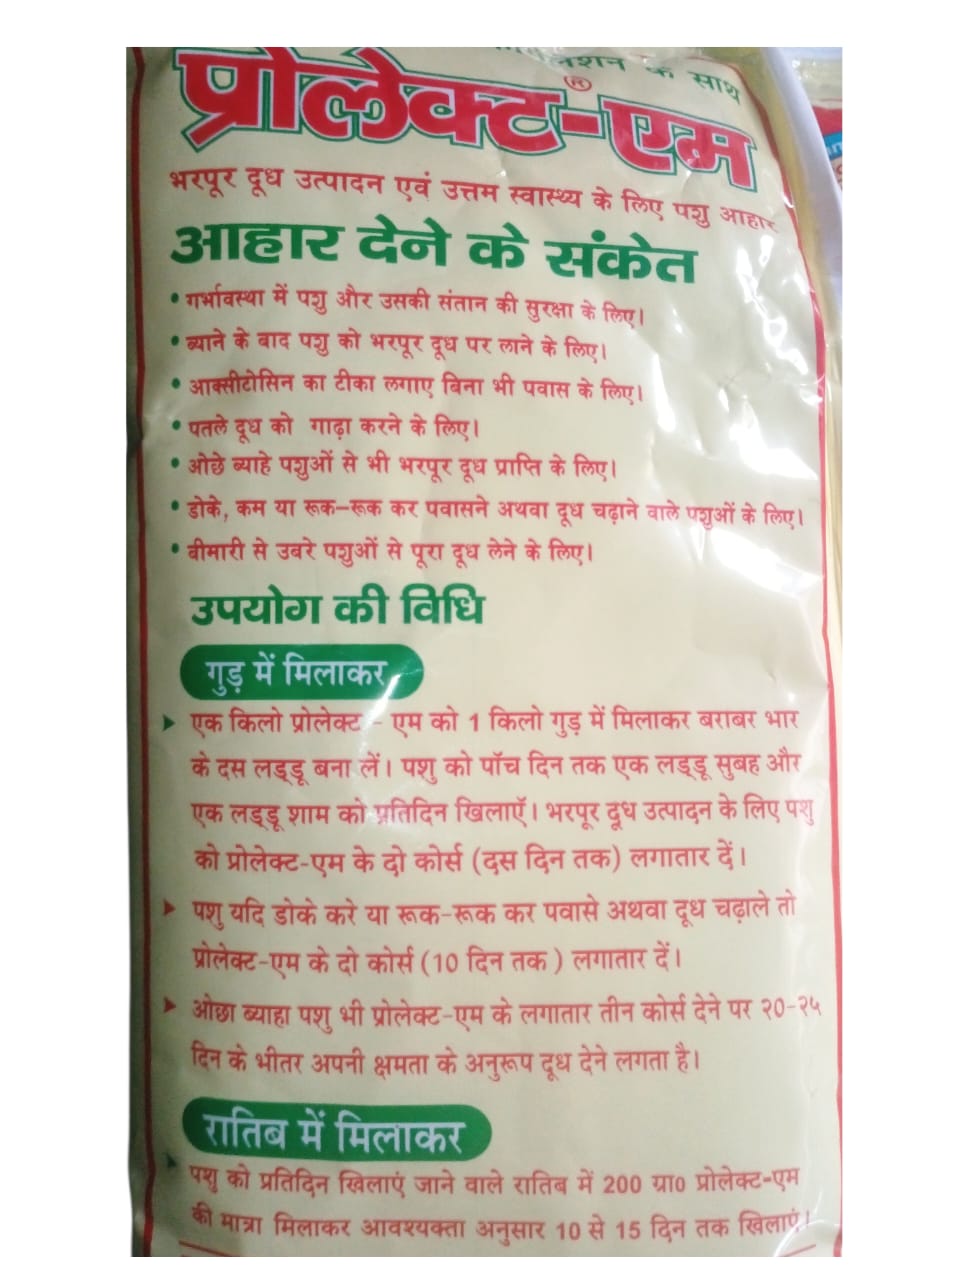 के साथ
प्रोलेक्ट-एम
®
भरपूर दूध उत्पादन एवं उत्तम स्वास्थ्य के लिए पशु आहार
आहार देने के संकेत
• गर्भावस्था में पशु और उसकी संतान की सुरक्षा के लिए।
• ब्याने के बाद पशु को भरपूर दूध पर लाने के लिए।
• आक्सीटोसिन का टीका लगाए बिना भी पवास के लिए।
• पतले दूध को गाढ़ा करने के लिए।
• ओछे ब्याहे पशुओं से भी भरपूर दूध प्राप्ति के लिए।
• डोके, कम या रूक-रूक कर पवासने अथवा दूध चढ़ाने वाले पशुओं के लिए।
• बीमारी से उबरे पशुओं से पूरा दूध लेने के लिए।
उपयोग की विधि
गुड़ में मिलाकर
➤ एक किलो प्रोलेक्ट - एम को 1 किलो गुड़ में मिलाकर बराबर भार
के दस लड्डू बना लें। पशु को पॉच दिन तक एक लड्डू सुबह और
एक लड्डू शाम को प्रतिदिन खिलाऍ। भरपूर दूध उत्पादन के लिए पशु
को प्रोलेक्ट-एम के दो कोर्स (दस दिन तक) लगातार दें।
➤ पशु यदि डोके करे या रूक-रूक कर पवासे अथवा दूध चढ़ाले तो
प्रोलेक्ट-एम के दो कोर्स (10 दिन तक ) लगातार दें।
➤ ओछा ब्याहा पशु भी प्रोलेक्ट-एम के लगातार तीन कोर्स देने पर २०-२५
दिन के भीतर अपनी क्षमता के अनुरूप दूध देने लगता है।
रातिब में मिलाकर
➤ पशु को प्रतिदिन खिलाएं जाने वाले रातिब में 200 ग्रा० प्रोलेक्ट-एम
की मात्रा मिलाकर आवश्यक्ता अनुसार 10 से 15 दिन तक खिलाएं।